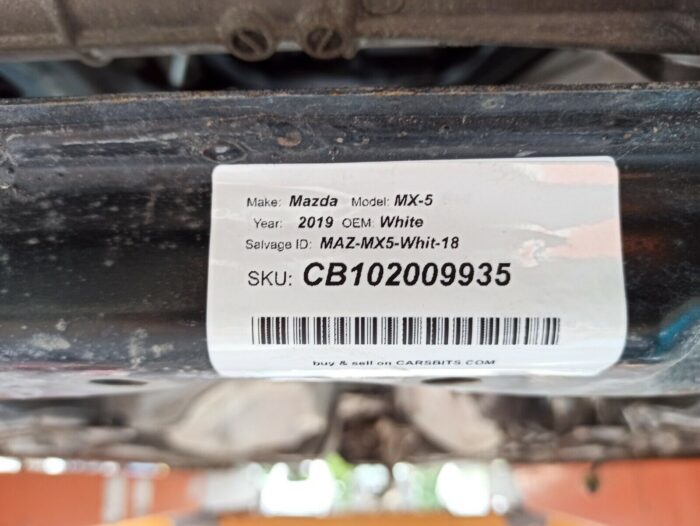 Make: Mazda Model: MX-5
Year: 2019 OEM: White
Salvage ID: MAZ-MX5-Whit-18
SKU: CB102009935
buy & sell on CARSBITS.COM